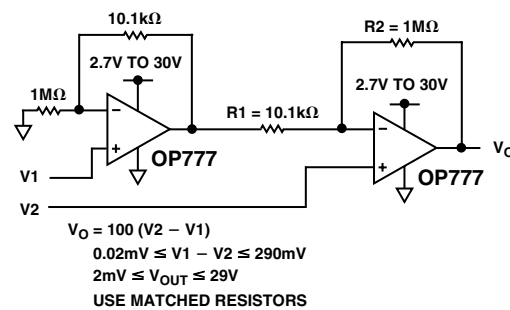 10.1kΩ
R2 = 1MΩ
2.7V TO 30V
2.7V TO 30V
1MΩ
R1 = 10.1kΩ
−
+
−
+
OP777
OP777
V1
V2
VO
VO = 100 (V2 − V1)
0.02mV ≤ V1 − V2 ≤ 290mV
2mV ≤ VOUT ≤ 29V
USE MATCHED RESISTORS